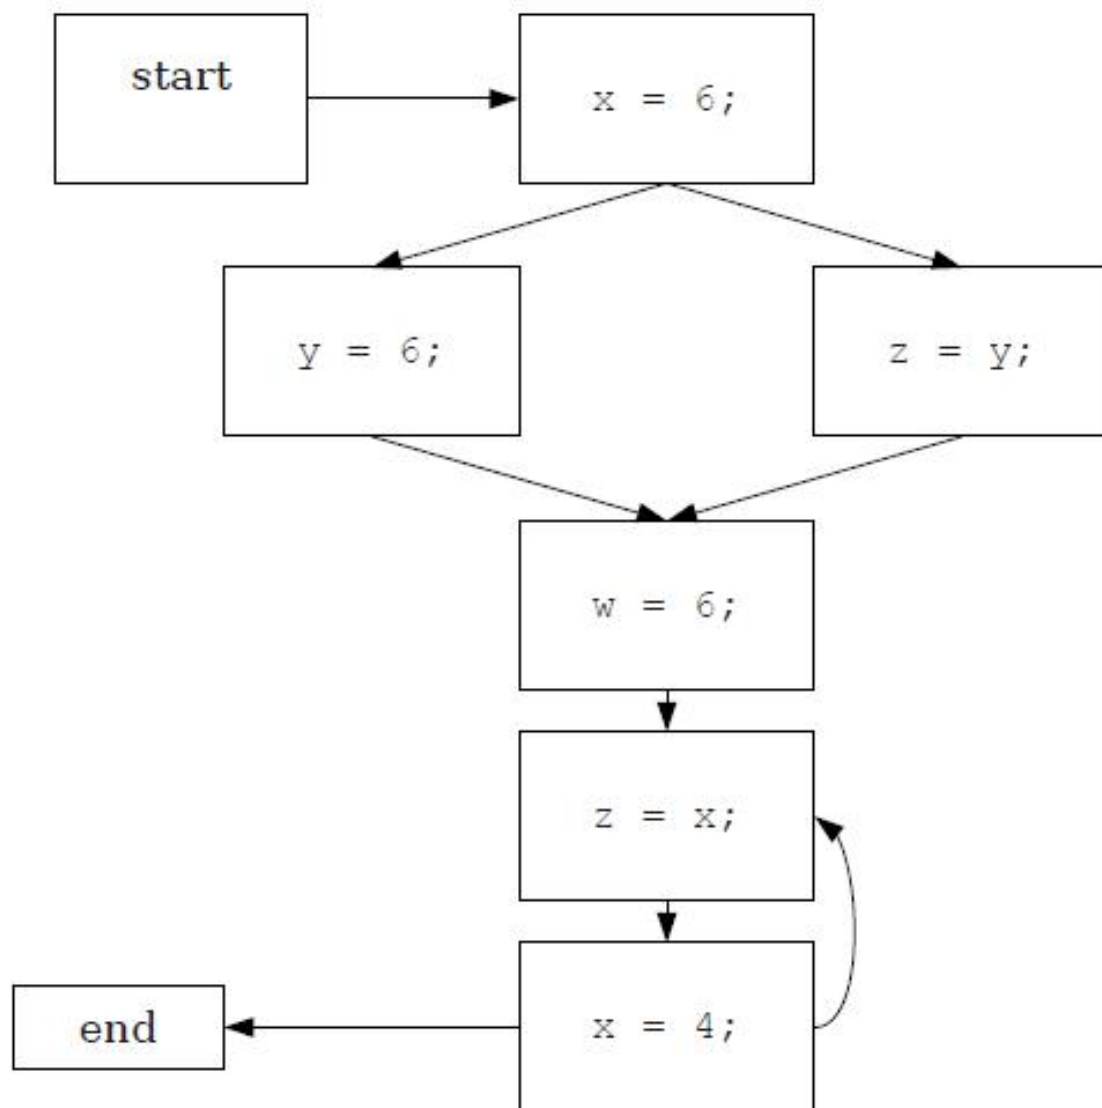 start
x = 6;
y = 6;
z = y;
w = 6;
z = x;
x = 4;
end